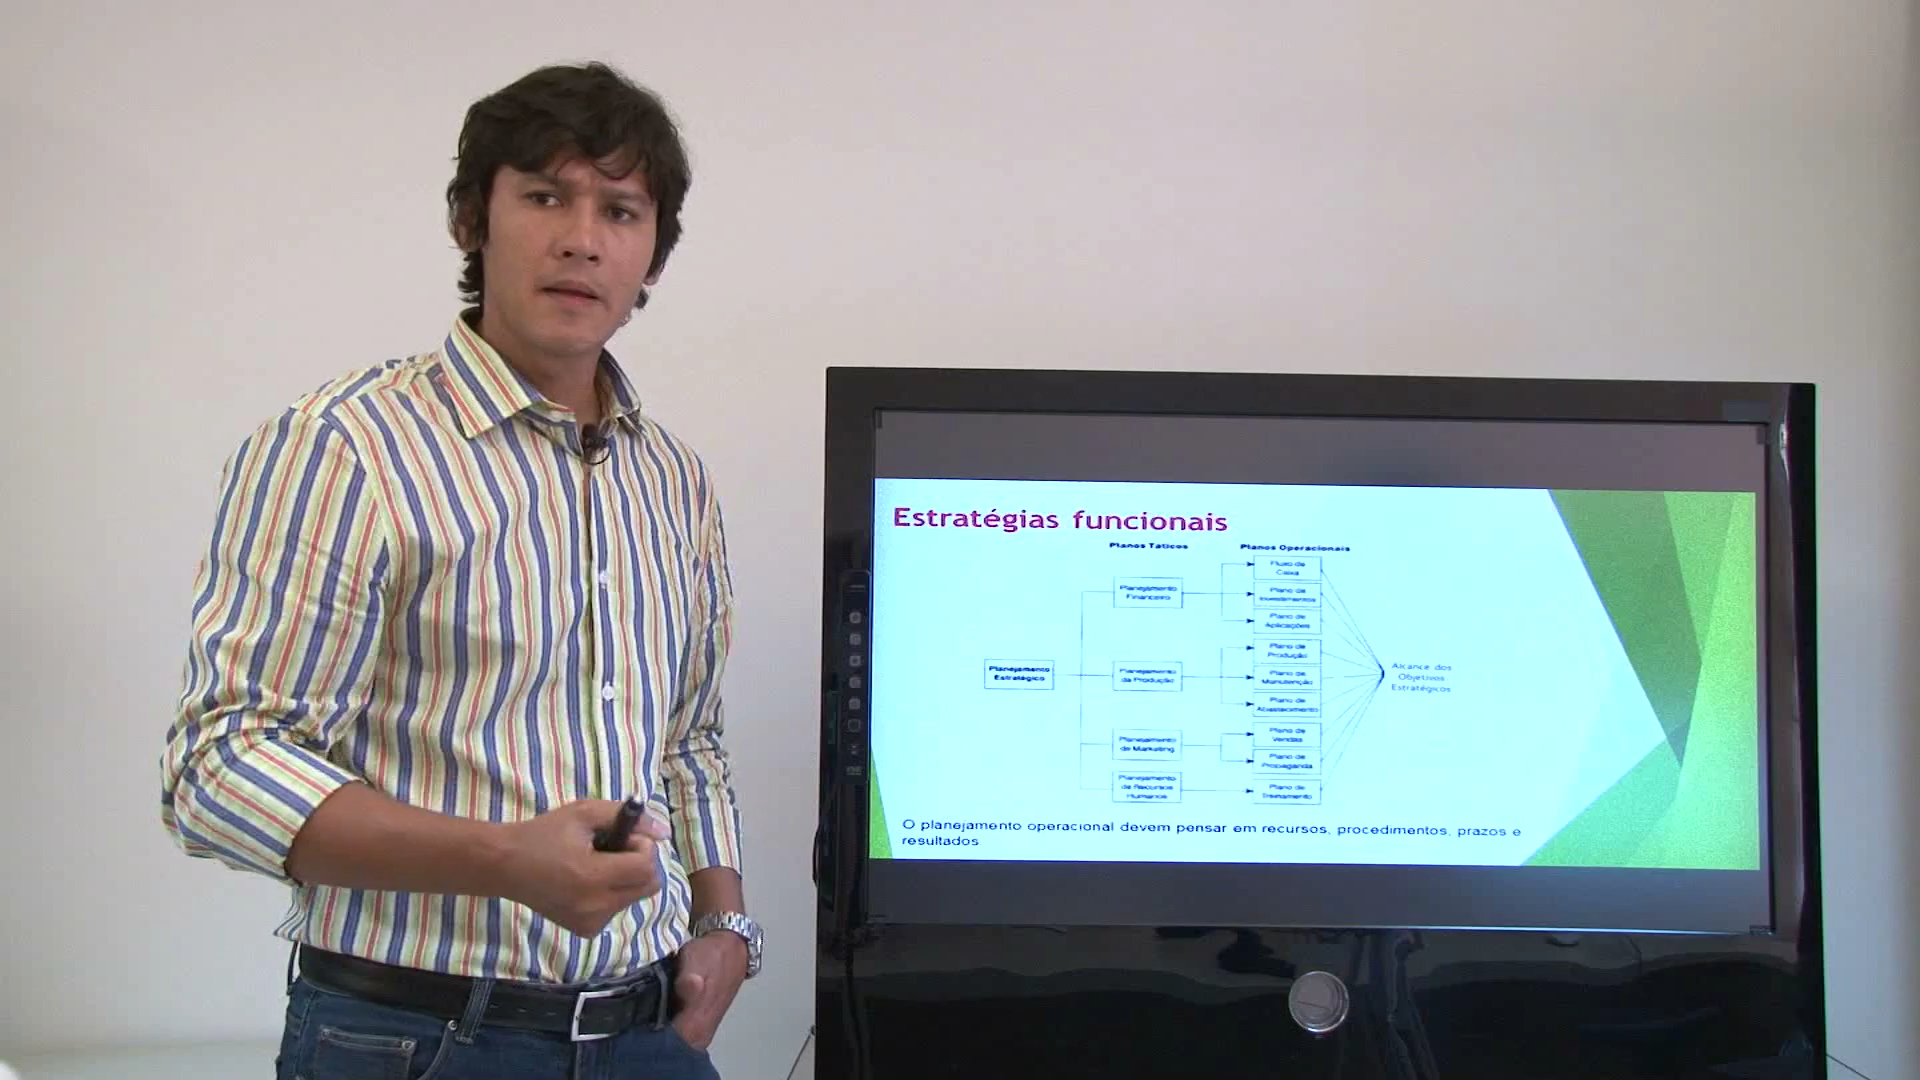 Estratégias funcionais
Planos Táticos
Planos Operacionais
Planejamento
Estratégico
Planejamento
Financeiro
Planejamento
da Produção
Planejamento
de Marketing
Planejamento
de Recursos
Humanos
Fluxo de
Caixa
Plano de
Investimentos
Plano de
Aplicações
Plano de
Produção
Plano de
Manutenção
Plano de
Abastecimento
Plano de
Vendas
Plano de
Propaganda
Plano de
Treinamento
Alcance dos
Objetivos
Estratégicos
O planejamento operacional devem pensar em recursos, procedimentos, prazos e
resultados.